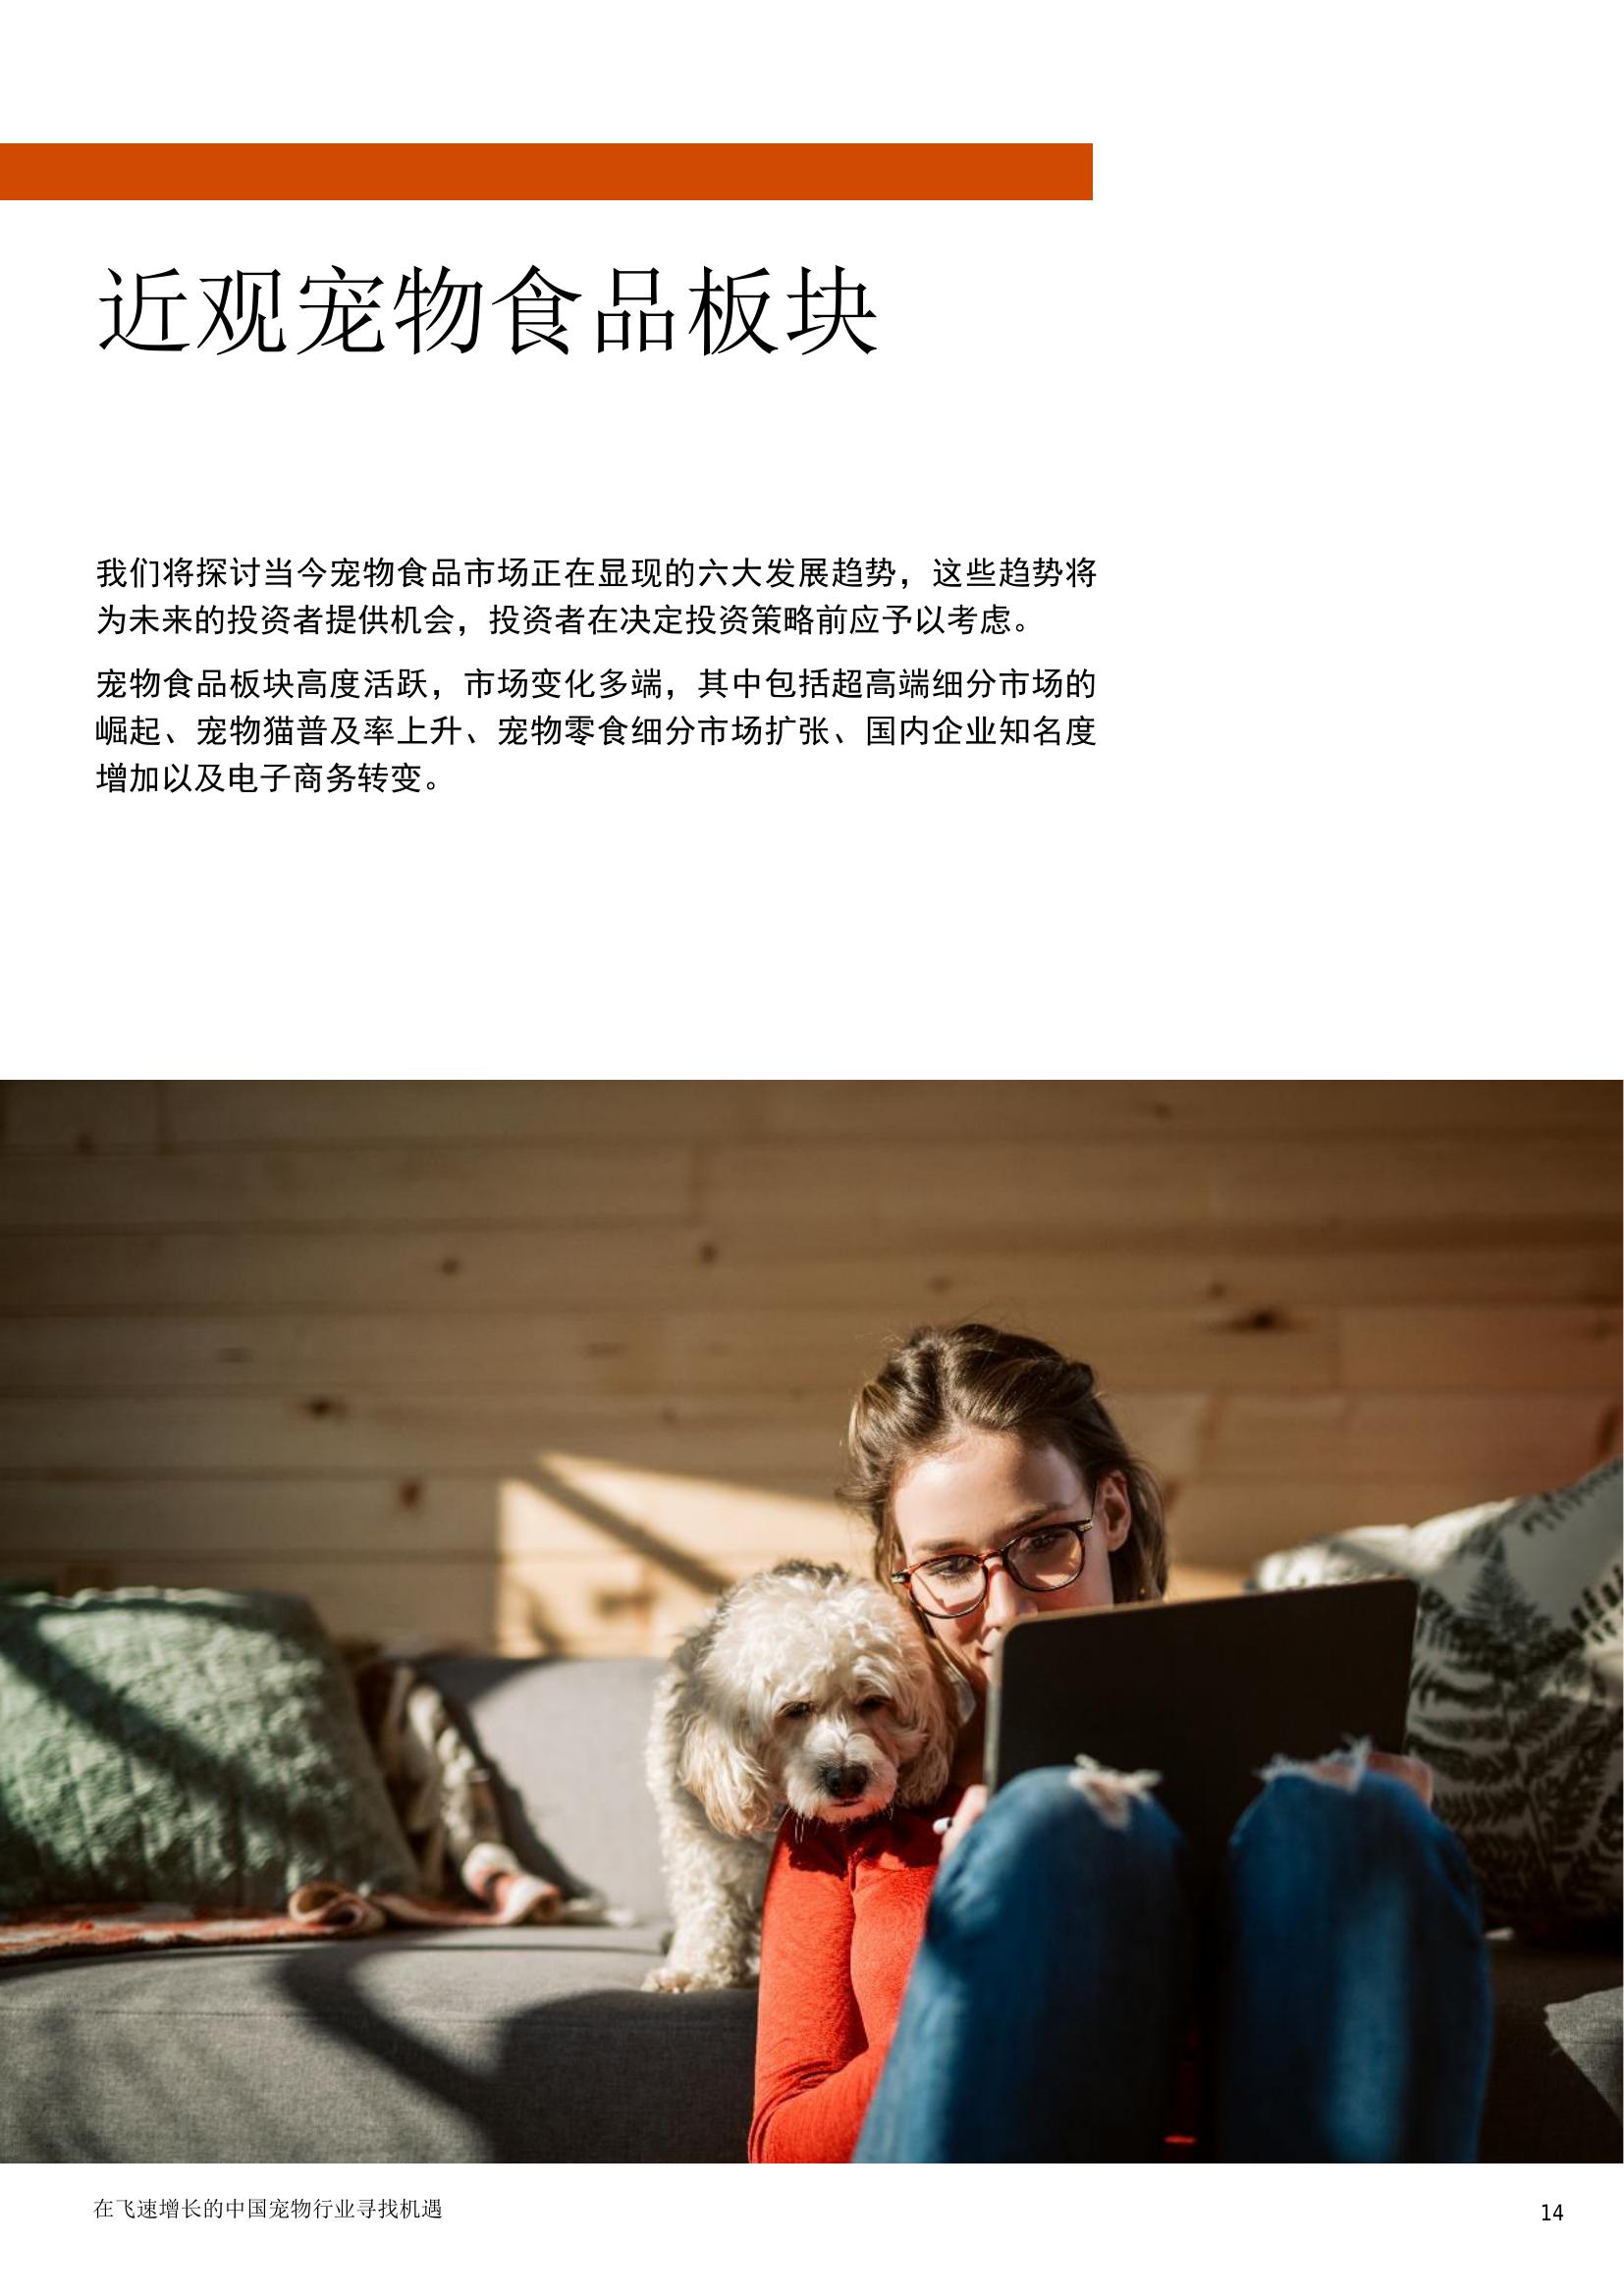 近观宠物食品板块
我们将探讨当今宠物食品市场正在显现的六大发展趋势，这些趋势将
为未来的投资者提供机会，投资者在决定投资策略前应予以考虑。
宠物食品板块高度活跃，市场变化多端，其中包括超高端细分市场的
崛起、宠物猫普及率上升、宠物零食细分市场扩张、国内企业知名度
增加以及电子商务转变。
在飞速增长的中国宠物行业寻找机遇
14